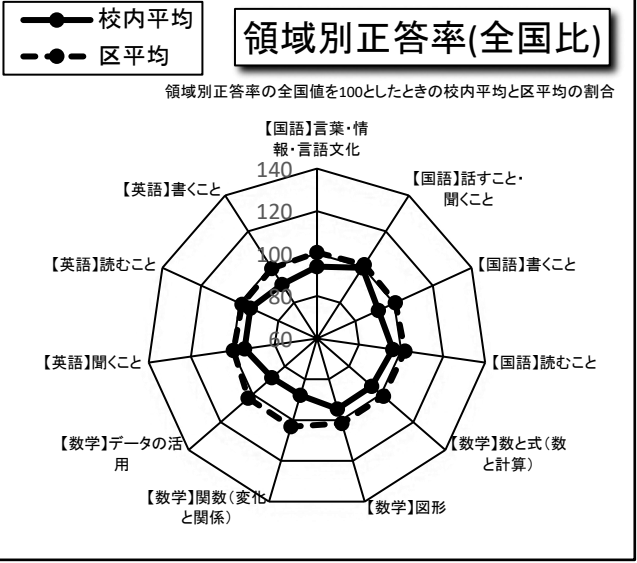 校内平均
区平均
領域別正答率(全国比)
領域別正答率の全国値を100としたときの校内平均と区平均の割合
【国語】言葉・情
報・言語文化
【国語】話すこと・
聞くこと
【国語】書くこと
【国語】読むこと
【数学】数と式(数
と計算)
【数学】図形
【数学】関数(変化
と関係)
【数学】データの活
用
【英語】聞くこと
【英語】読むこと
【英語】書くこと
140
120
100
80
60